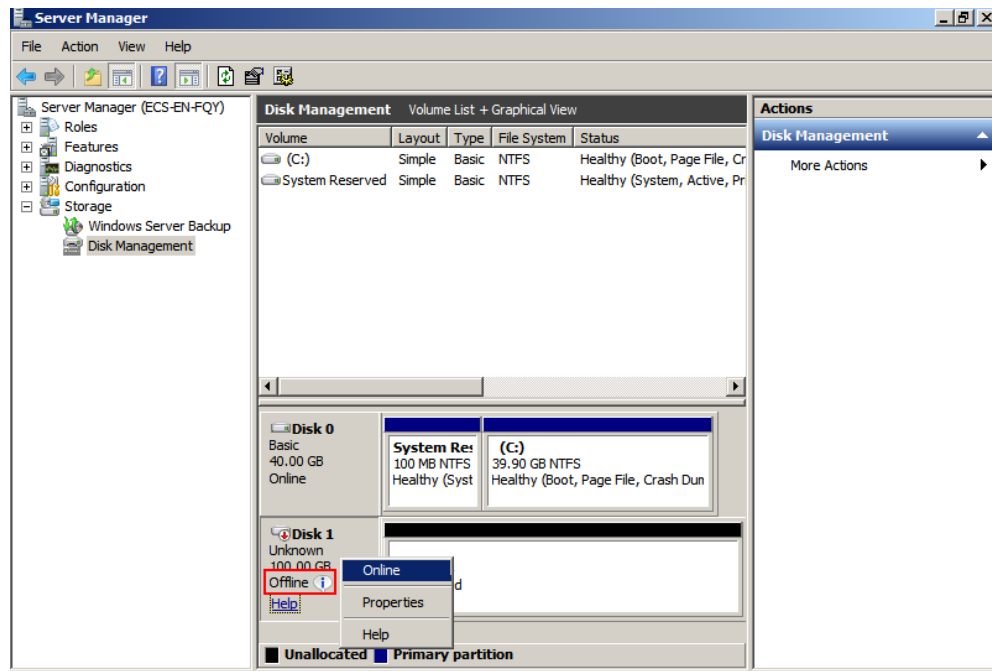 Server Manager
File Action View Help
Server Manager (ECS-EN-FQY)
Roles
Features
Diagnostics
Configuration
Storage
Windows Server Backup
Disk Management
Disk Management Volume List + Graphical View
Volume Layout Type File System Status
(C:) Simple Basic NTFS Healthy (Boot, Page File, Cr
System Reserved Simple Basic NTFS Healthy (System, Active, Pr
Disk 0
Basic
40.00 GB
Online
System Res
100 MB NTFS
Healthy (Syst
(C:)
39.90 GB NTFS
Healthy (Boot, Page File, Crash Dun
Disk 1
Unknown
100.00 GB
Offline
Help
d
Online
Properties
Help
Unallocated Primary partition
Actions
Disk Management
More Actions